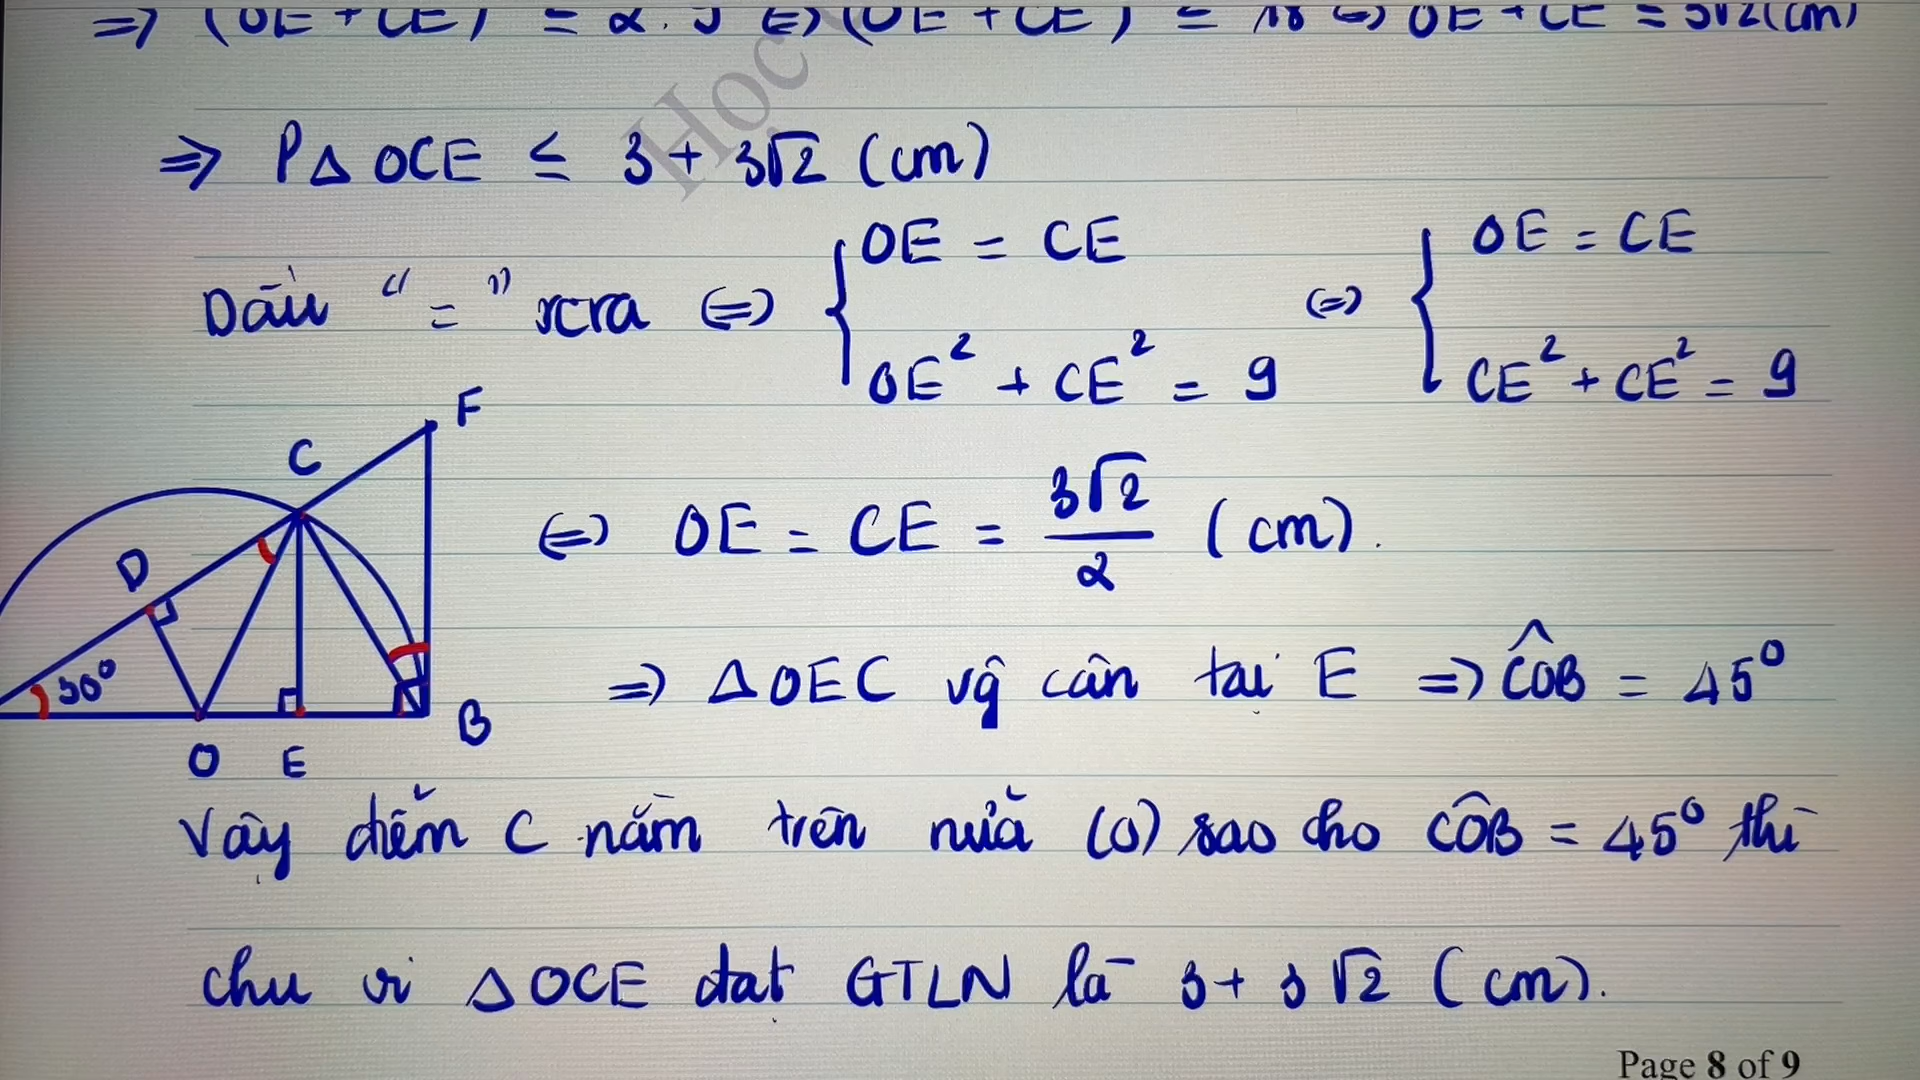 => P△OCE ≤ 3 + 3√2 (cm)
Dấu "=" xra <=> { OE = CE ; OE² + CE² = 9 <=> { OE = CE ; CE² + CE² = 9
<=> OE = CE = 3√2/2 (cm).
=> △OEC vg cân tại E => ∠COB = 45°
Vậy điểm C nằm trên nửa (O) sao cho ∠COB = 45° thì
chu vi △OCE đạt GTLN là 3 + 3√2 (cm).
F
C
D
30°
B
O E
Học
Page 8 of 9